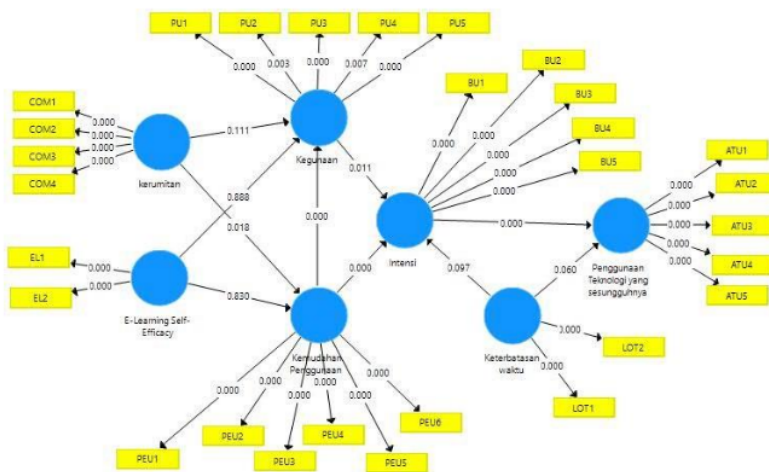 PU1
PU2
PU3
PU4
PU5
0.000
0.003
0.000
0.007
0.000
Kegunaan
COM1
COM2
COM3
COM4
0.000
0.000
0.000
0.000
kerumitan
0.111
0.888
0.018
0.000
0.011
EL1
EL2
0.000
0.000
E-Learning Self-
Efficacy
0.830
Kemudahan
Penggunaan
0.000
BU1
BU2
BU3
BU4
BU5
0.000
0.000
0.000
0.000
0.000
Intensi
0.000
0.097
0.060
Penggunaan
Teknologi yang
sesungguhnya
ATU1
ATU2
ATU3
ATU4
ATU5
0.000
0.000
0.000
0.000
0.000
Keterbatasan
waktu
0.000
0.000
LOT2
LOT1
0.000
0.000
0.000
0.000
0.000
0.000
PEU1
PEU2
PEU3
PEU4
PEU5
PEU6